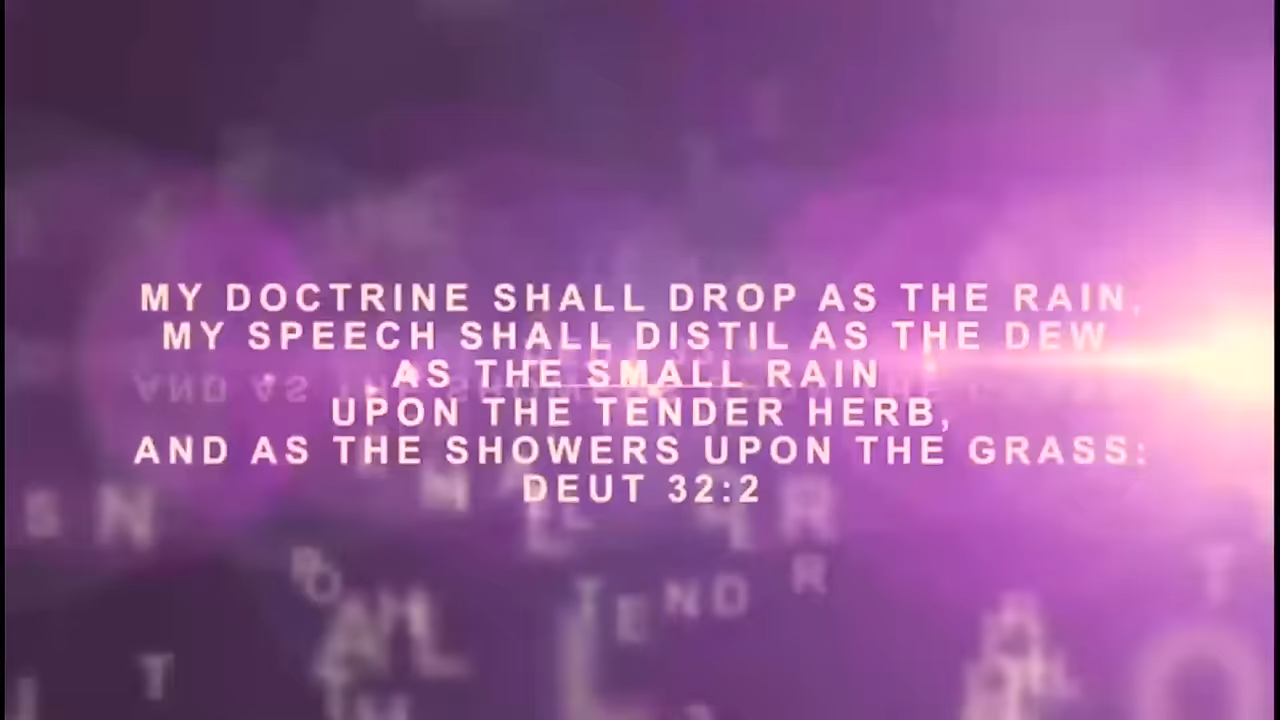 MY DOCTRINE SHALL DROP AS THE RAIN,
MY SPEECH SHALL DISTIL AS THE DEW
AS THE SMALL RAIN
UPON THE TENDER HERB,
AND AS THE SHOWERS UPON THE GRASS:
DEUT 32:2